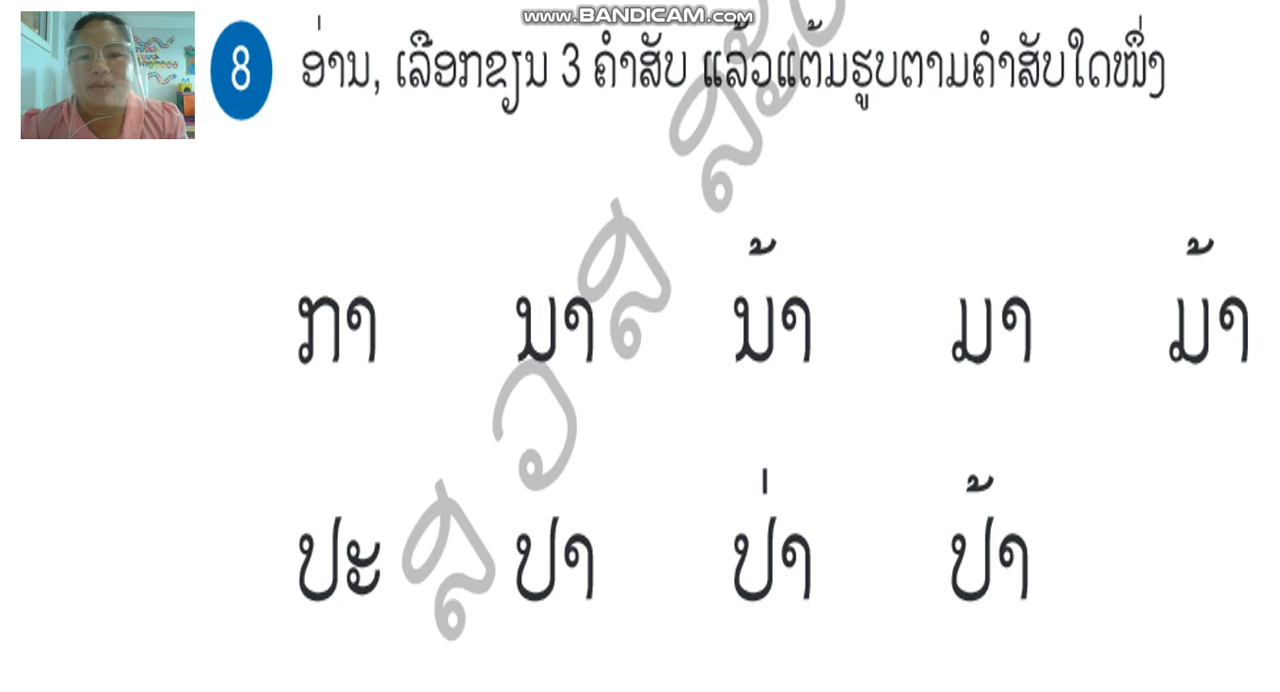 www.BANDICAM.com
8 ອ່ານ, ເລືອກຂຽນ 3 ຄຳສັບ ແລ້ວແຕ້ມຮູບຕາມຄຳສັບໃດໜຶ່ງ
ກາ ນາ ນ້າ ມາ ມ້າ
ປະ ປາ ປ່າ ປ້າ